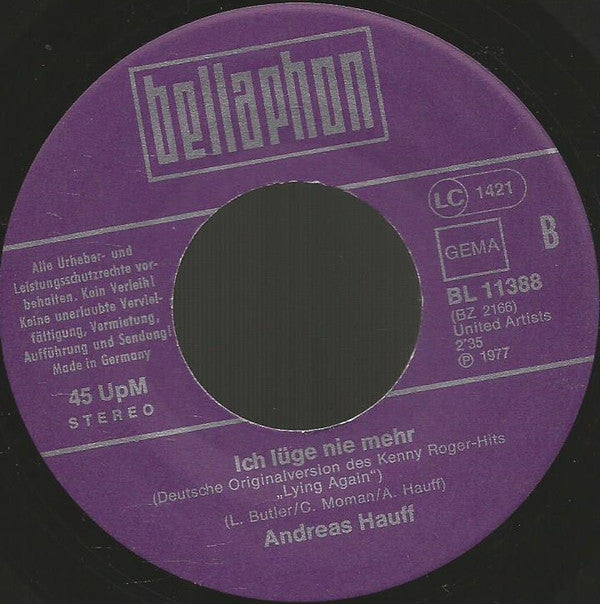 bellaphon
LC 1421
GEMA
B
BL 11388
(BZ 2166)
United Artists
2'35
Ⓟ 1977
Alle Urheber- und
Leistungsschutzrechte vor-
behalten. Kein Verleih!
Keine unerlaubte Verviel-
fältigung, Vermietung,
Aufführung und Sendung!
Made in Germany
45 UpM
STEREO
Ich lüge nie mehr
(Deutsche Originalversion des Kenny Roger-Hits
„Lying Again")
(L. Butler/C. Moman/A. Hauff)
Andreas Hauff